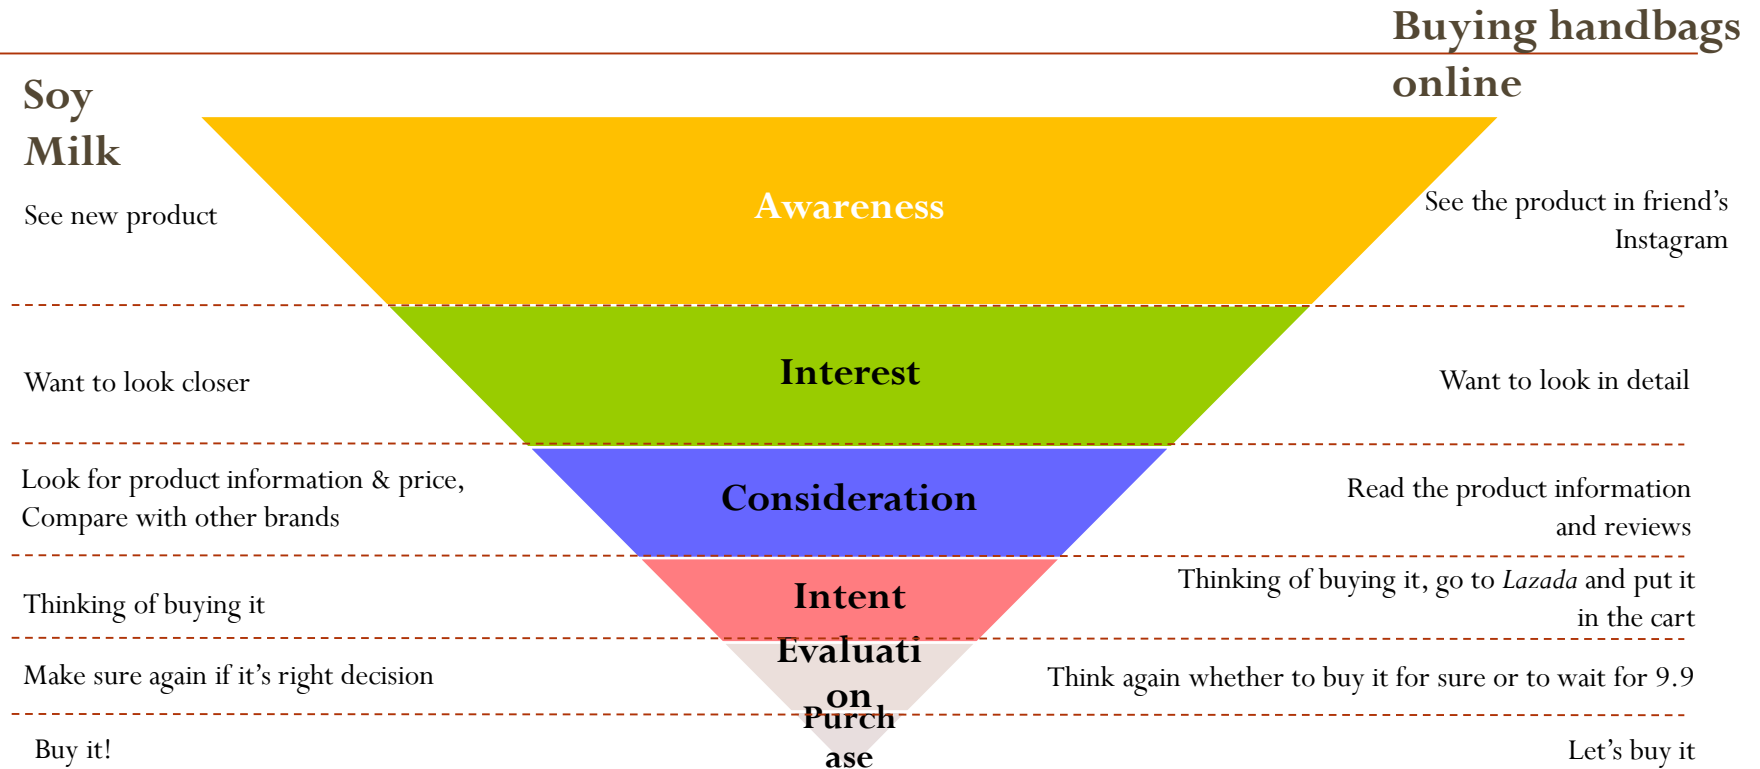 Buying handbags
online
Soy
Milk
See new product
Awareness
See the product in friend’s
Instagram
Want to look closer
Interest
Want to look in detail
Look for product information & price,
Compare with other brands
Consideration
Read the product information
and reviews
Thinking of buying it
Intent
Thinking of buying it, go to Lazada and put it
in the cart
Make sure again if it’s right decision
Evaluati
on
Think again whether to buy it for sure or to wait for 9.9
Buy it!
Purch
ase
Let’s buy it